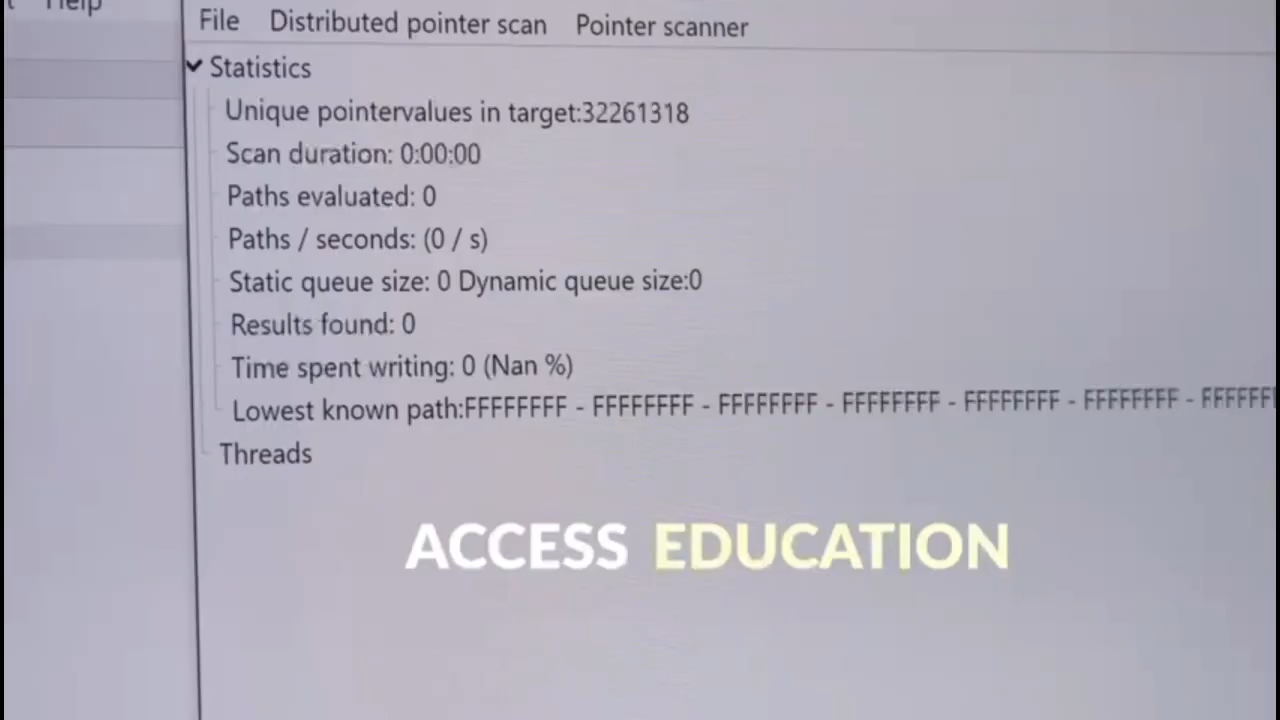 Help
File Distributed pointer scan Pointer scanner
Statistics
Unique pointervalues in target:32261318
Scan duration: 0:00:00
Paths evaluated: 0
Paths / seconds: (0 / s)
Static queue size: 0 Dynamic queue size:0
Results found: 0
Time spent writing: 0 (Nan %)
Lowest known path:FFFFFFFF - FFFFFFFF - FFFFFFFF - FFFFFFFF - FFFFFFFF - FFFFFFFF - FFFFFF
Threads
ACCESS EDUCATION